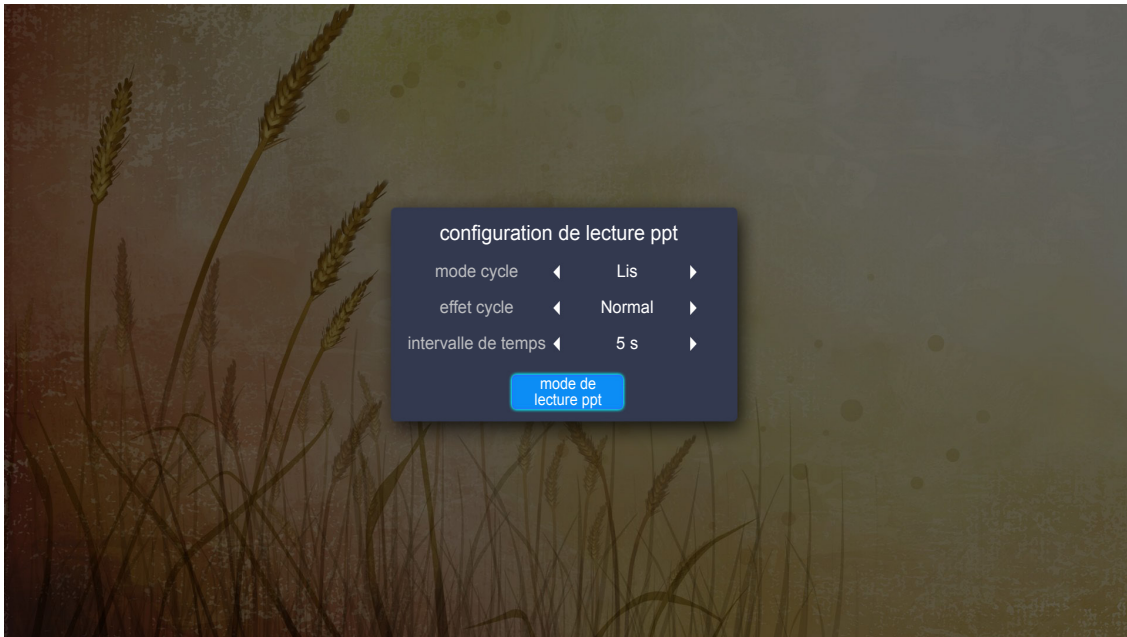 configuration de lecture ppt
mode cycle Lis
effet cycle Normal
intervalle de temps 5 s
mode de
lecture ppt